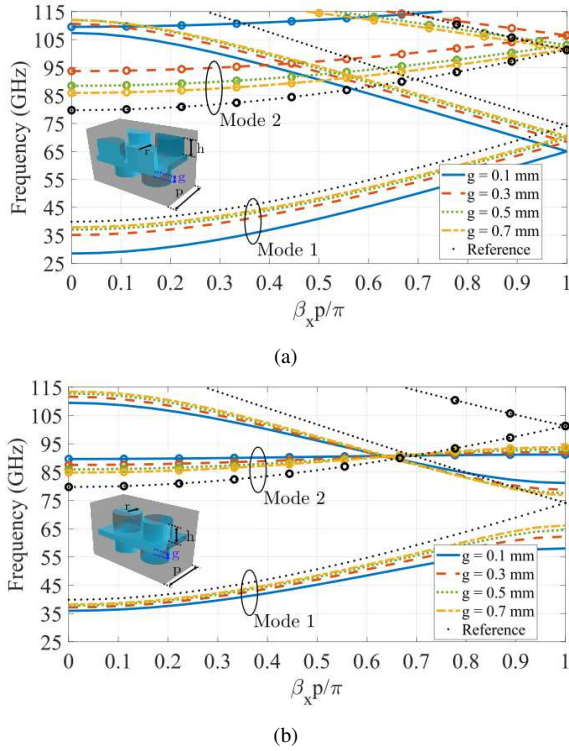 115
105
95
85
75
65
55
45
35
25
Frequency (GHz)
Mode 2
Mode 1
r
h
g
p
g = 0.1 mm
g = 0.3 mm
g = 0.5 mm
g = 0.7 mm
Reference
0 0.1 0.2 0.3 0.4 0.5 0.6 0.7 0.8 0.9 1
βₓp/π
(a)
115
105
95
85
75
65
55
45
35
25
Frequency (GHz)
Mode 2
Mode 1
r
h
g
p
g = 0.1 mm
g = 0.3 mm
g = 0.5 mm
g = 0.7 mm
Reference
0 0.1 0.2 0.3 0.4 0.5 0.6 0.7 0.8 0.9 1
βₓp/π
(b)